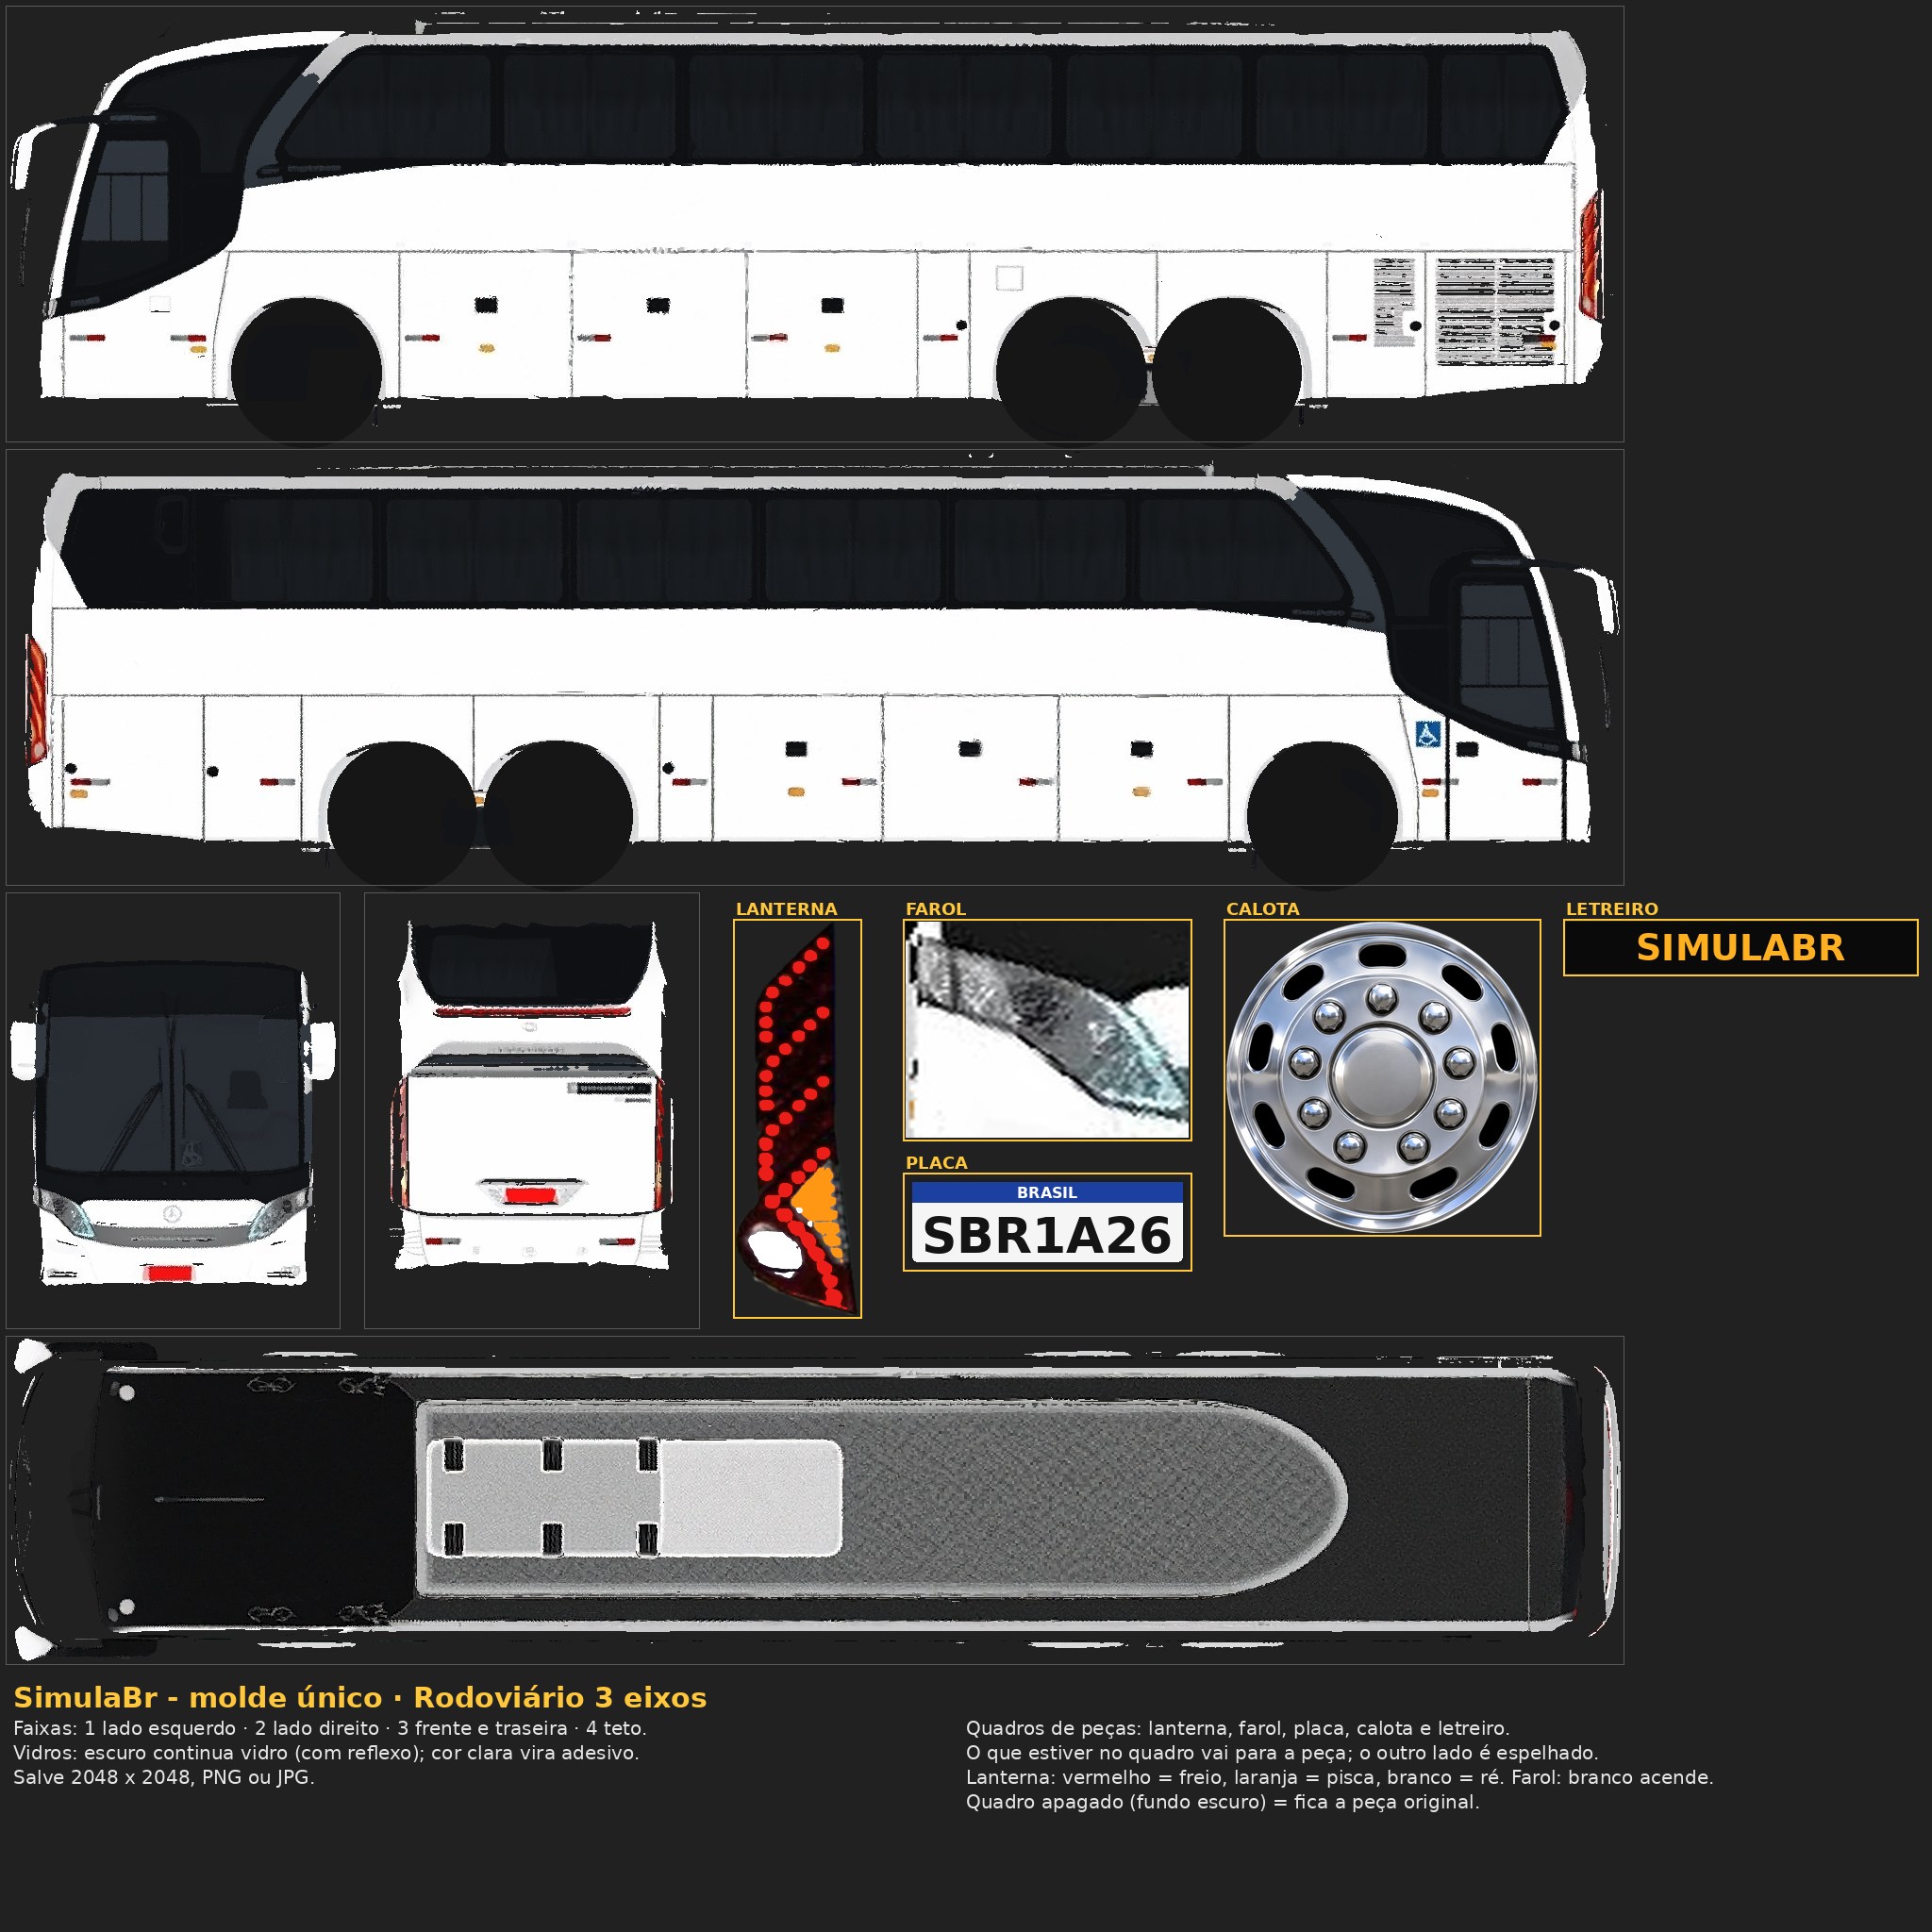 LANTERNA
FAROL
CALOTA
LETREIRO
SIMULABR
PLACA
BRASIL
SBR1A26
SimulaBr - molde único · Rodoviário 3 eixos
Faixas: 1 lado esquerdo · 2 lado direito · 3 frente e traseira · 4 teto.
Vidros: escuro continua vidro (com reflexo); cor clara vira adesivo.
Salve 2048 x 2048, PNG ou JPG.
Quadros de peças: lanterna, farol, placa, calota e letreiro.
O que estiver no quadro vai para a peça; o outro lado é espelhado.
Lanterna: vermelho = freio, laranja = pisca, branco = ré. Farol: branco acende.
Quadro apagado (fundo escuro) = fica a peça original.